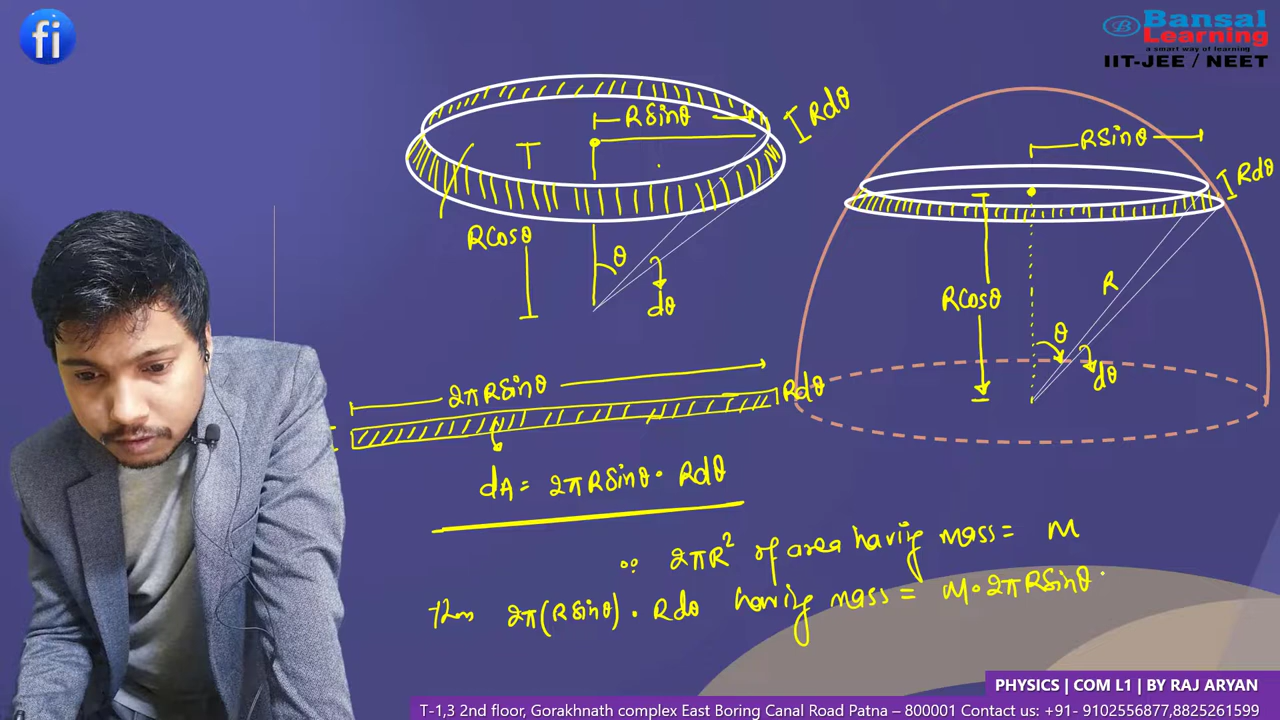 fi
Bansal
Learning
a smart way of learning
IIT-JEE / NEET
Rsinθ
Rdθ
T
Rcosθ
θ
dθ
Rsinθ
Rdθ
R
Rcosθ
θ
dθ
2πRsinθ
Rdθ
dA = 2πRsinθ · Rdθ
∵ 2πR² of area having mass = M
Then 2π(Rsinθ) · Rdθ having mass = M · 2πRsinθ ·
PHYSICS | COM L1 | BY RAJ ARYAN
T-1,3 2nd floor, Gorakhnath complex East Boring Canal Road Patna – 800001 Contact us: +91- 9102556877,8825261599